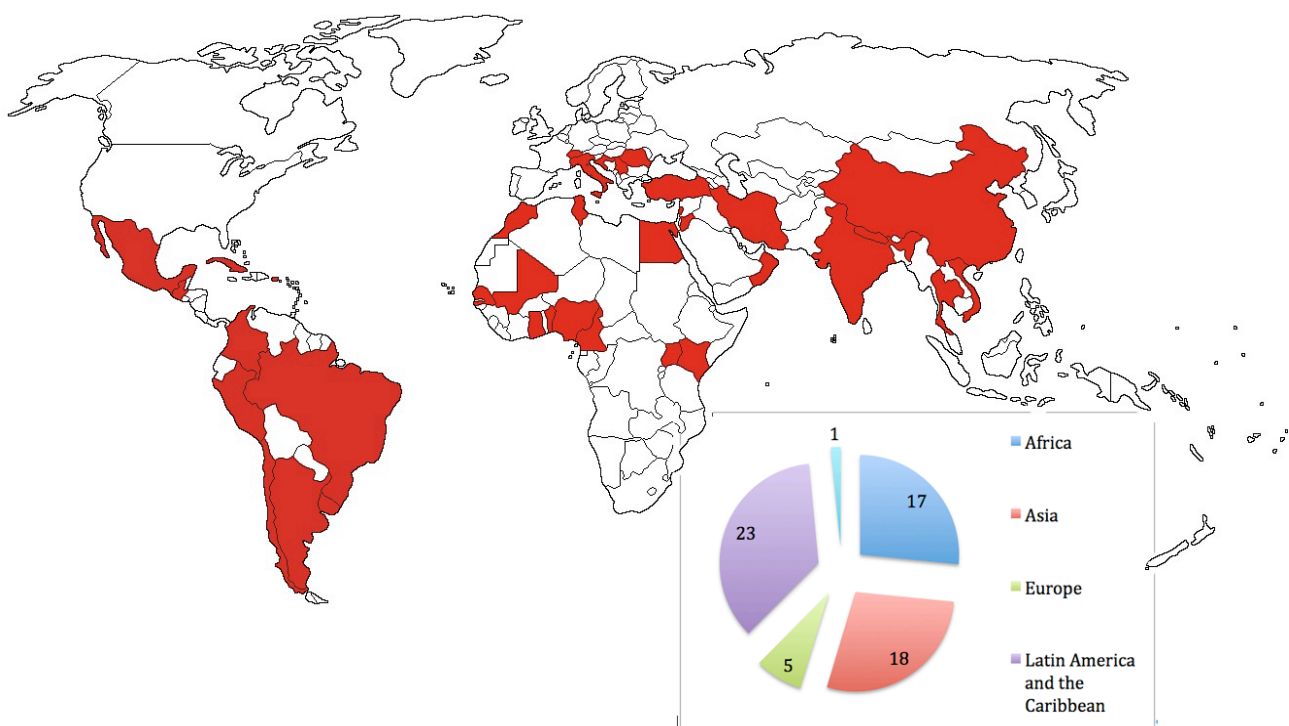 1
Africa
17
Asia
23
Europe
5
18
Latin America
and the
Caribbean